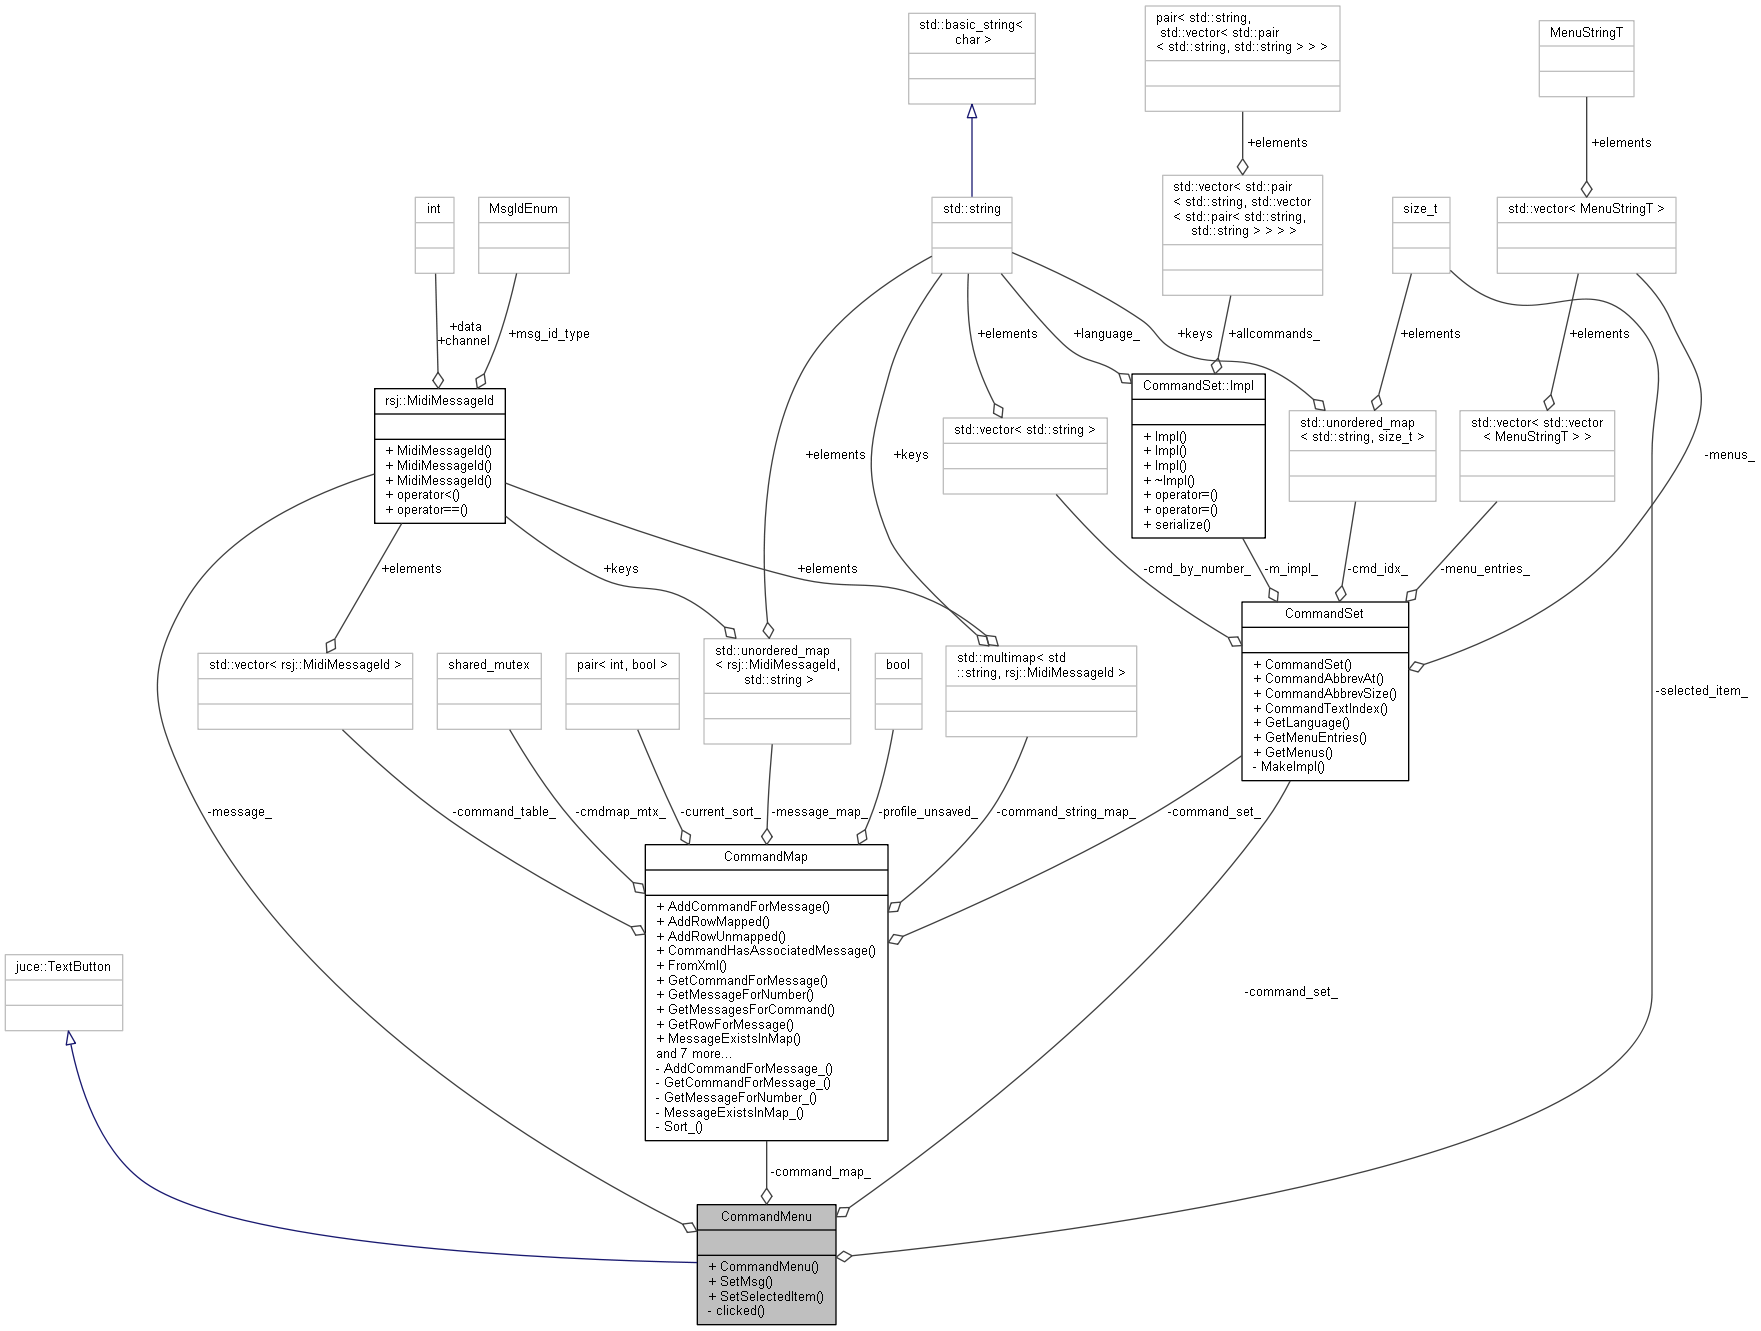 std::basic_string<
char >
pair< std::string,
std::vector< std::pair
< std::string, std::string > > >
MenuStringT
+elements
+elements
int
MsgIdEnum
std::string
std::vector< std::pair
< std::string, std::vector
< std::pair< std::string,
std::string > > > >
size_t
std::vector< MenuStringT >
+data
+channel
+msg_id_type
+elements
+language_
+keys
+allcommands_
+elements
+elements
rsj::MidiMessageId
+ MidiMessageId()
+ MidiMessageId()
+ MidiMessageId()
+ operator<()
+ operator==()
+elements
+keys
std::vector< std::string >
CommandSet::Impl
+ Impl()
+ Impl()
+ Impl()
+ ~Impl()
+ operator=()
+ operator=()
+ serialize()
std::unordered_map
< std::string, size_t >
std::vector< std::vector
< MenuStringT > >
-menus_
+elements
+keys
+elements
-cmd_by_number_
-m_impl_
-cmd_idx_
-menu_entries_
std::vector< rsj::MidiMessageId >
shared_mutex
pair< int, bool >
std::unordered_map
< rsj::MidiMessageId,
std::string >
bool
std::multimap< std
::string, rsj::MidiMessageId >
CommandSet
+ CommandSet()
+ CommandAbbrevAt()
+ CommandAbbrevSize()
+ CommandTextIndex()
+ GetLanguage()
+ GetMenuEntries()
+ GetMenus()
- MakeImpl()
-selected_item_
-message_
-command_table_
-cmdmap_mtx_
-current_sort_
-message_map_
-profile_unsaved_
-command_string_map_
-command_set_
CommandMap
+ AddCommandForMessage()
+ AddRowMapped()
+ AddRowUnmapped()
+ CommandHasAssociatedMessage()
+ FromXml()
+ GetCommandForMessage()
+ GetMessageForNumber()
+ GetMessagesForCommand()
+ GetRowForMessage()
+ MessageExistsInMap()
and 7 more...
- AddCommandForMessage_()
- GetCommandForMessage_()
- GetMessageForNumber_()
- MessageExistsInMap_()
- Sort_()
juce::TextButton
-command_set_
-command_map_
CommandMenu
+ CommandMenu()
+ SetMsg()
+ SetSelectedItem()
- clicked()